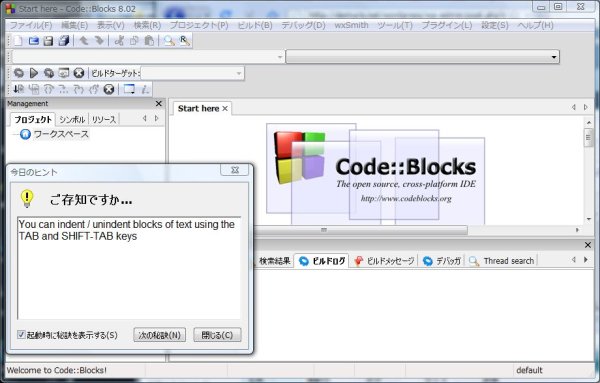 Start here - Code::Blocks 8.02
ファイル(F) 編集(E) 表示(V) 検索(R) プロジェクト(P) ビルド(B) デバッグ(D) wxSmith ツール(T) プラグイン(L) 設定(S) ヘルプ(H)
ビルドターゲット:
Management
プロジェクト シンボル リソース
ワークスペース
Start here
Code::Blocks
The open source, cross-platform IDE
http://www.codeblocks.org
今日のヒント
ご存知ですか...
You can indent / unindent blocks of text using the
TAB and SHIFT-TAB keys
起動時に秘訣を表示する(S) 次の秘訣(N) 閉じる(C)
検索結果 ビルドログ ビルドメッセージ デバッガ Thread search
Welcome to Code::Blocks! default